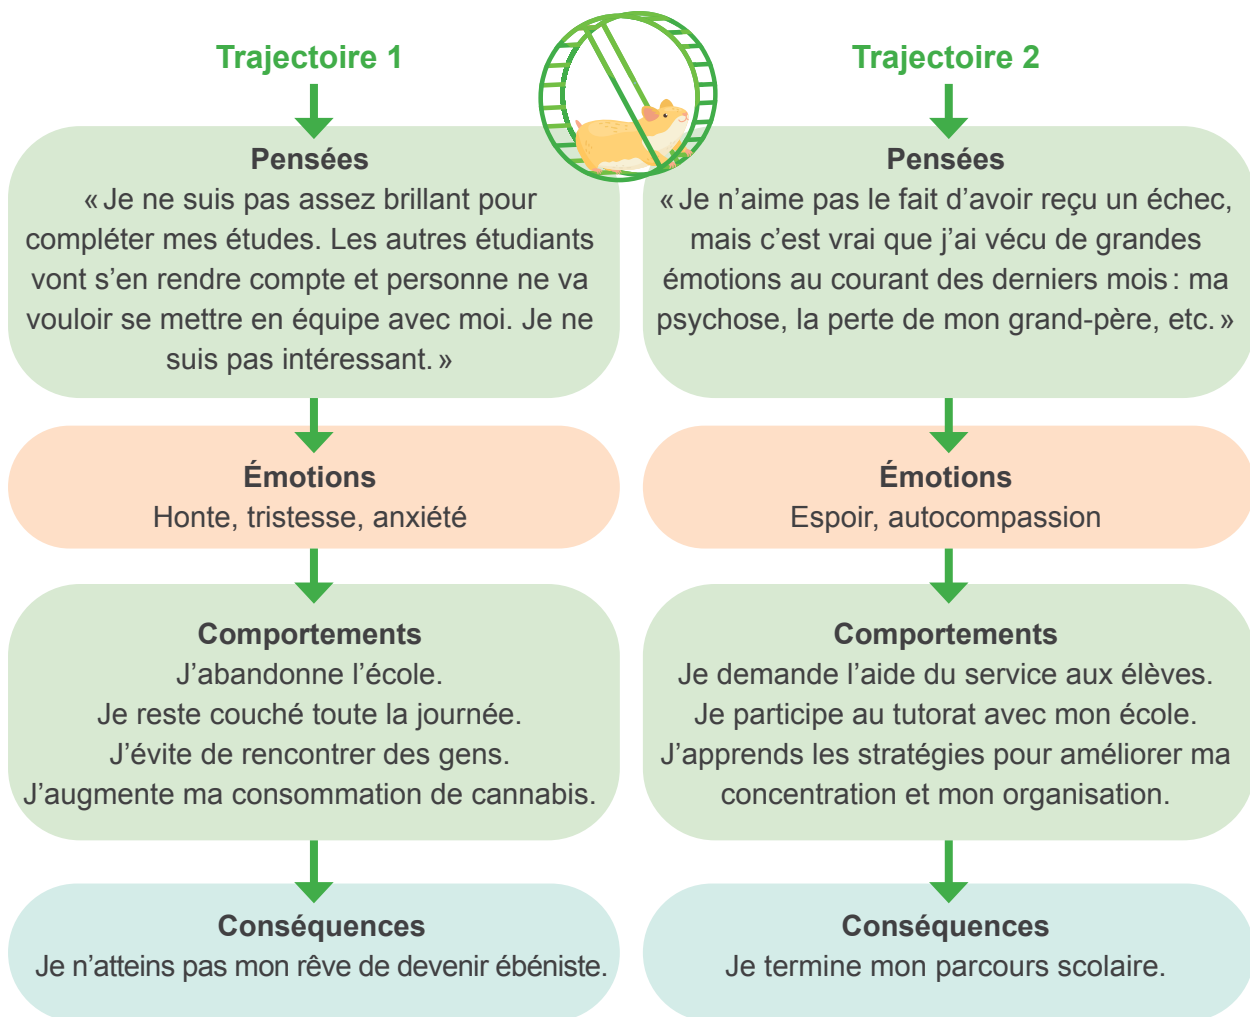 Trajectoire 1
Pensées
« Je ne suis pas assez brillant pour
compléter mes études. Les autres étudiants
vont s’en rendre compte et personne ne va
vouloir se mettre en équipe avec moi. Je ne
suis pas intéressant. »
Émotions
Honte, tristesse, anxiété
Comportements
J’abandonne l’école.
Je reste couché toute la journée.
J’évite de rencontrer des gens.
J’augmente ma consommation de cannabis.
Conséquences
Je n’atteins pas mon rêve de devenir ébéniste.
Trajectoire 2
Pensées
« Je n’aime pas le fait d’avoir reçu un échec,
mais c’est vrai que j’ai vécu de grandes
émotions au courant des derniers mois : ma
psychose, la perte de mon grand-père, etc. »
Émotions
Espoir, autocompassion
Comportements
Je demande l’aide du service aux élèves.
Je participe au tutorat avec mon école.
J’apprends les stratégies pour améliorer ma
concentration et mon organisation.
Conséquences
Je termine mon parcours scolaire.